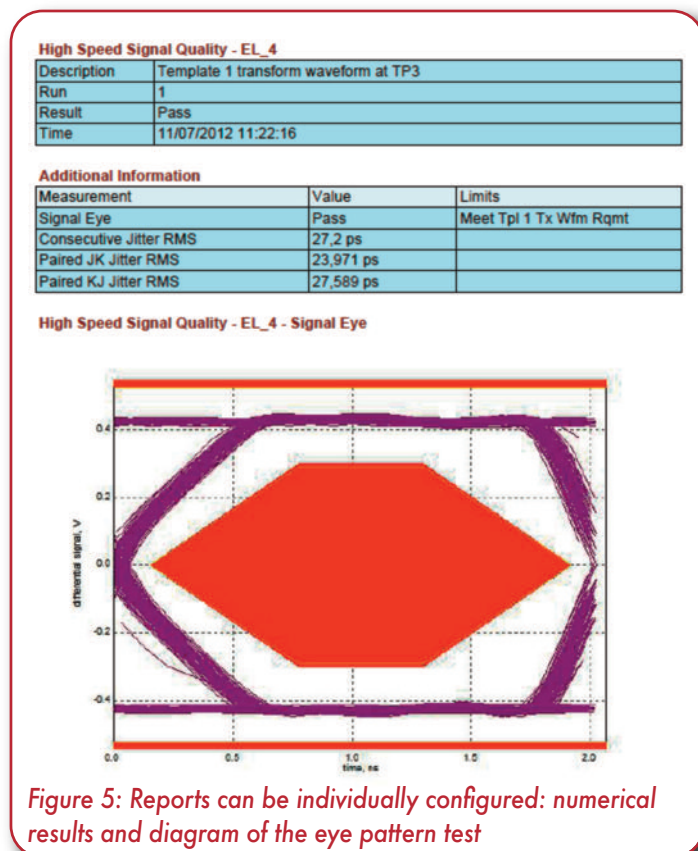 High Speed Signal Quality - EL_4
Description Template 1 transform waveform at TP3
Run 1
Result Pass
Time 11/07/2012 11:22:16
Additional Information
Measurement Value Limits
Signal Eye Pass Meet Tpl 1 Tx Wfm Rqmt
Consecutive Jitter RMS 27,2 ps
Paired JK Jitter RMS 23,971 ps
Paired KJ Jitter RMS 27,589 ps
High Speed Signal Quality - EL_4 - Signal Eye
differential signal, V
0.4
0.2
0.0
-0.2
-0.4
0.0 0.5 1.0 1.5 2.0
time, ns
Figure 5: Reports can be individually configured: numerical
results and diagram of the eye pattern test